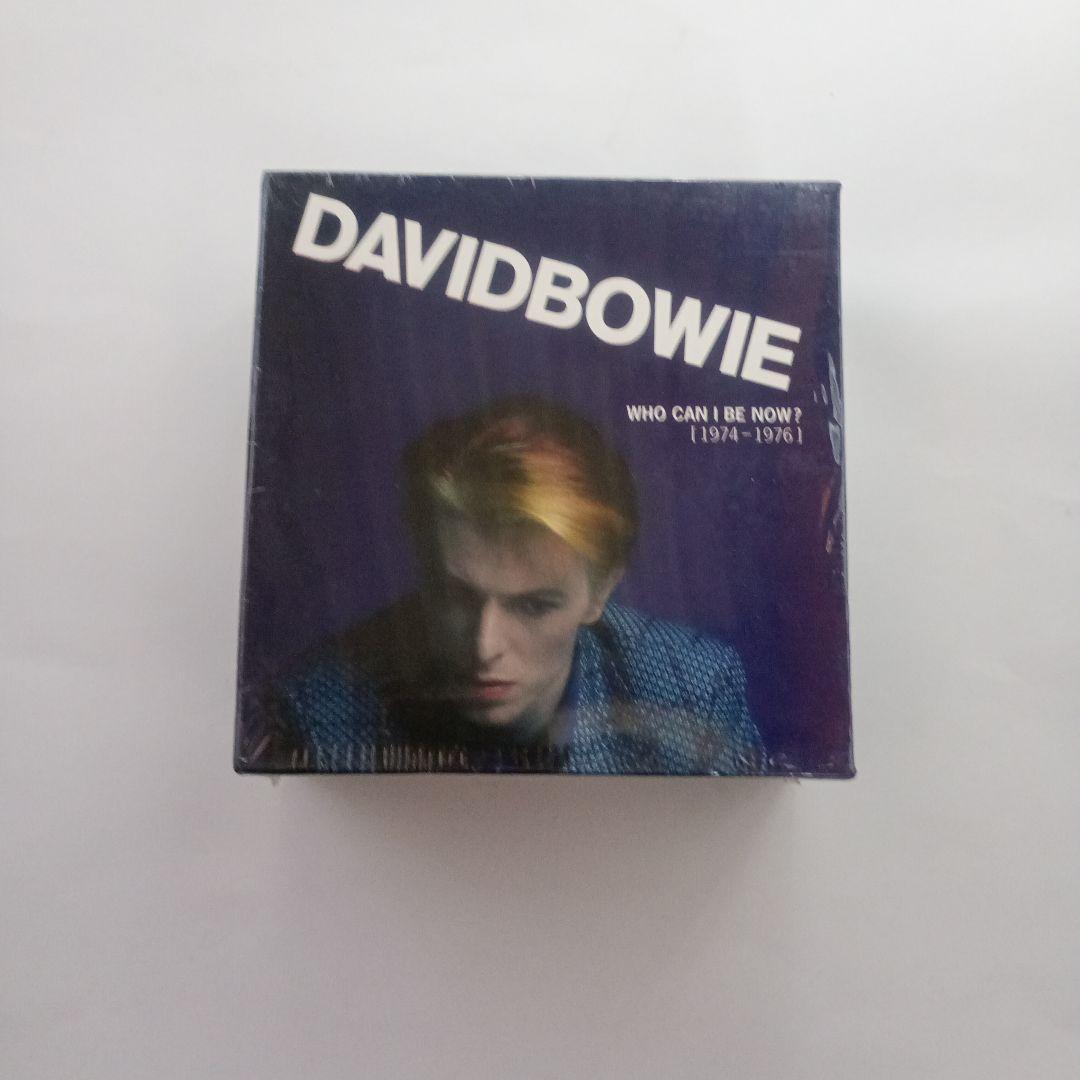 DAVIDBOWIE
WHO CAN I BE NOW?
[1974–1976]